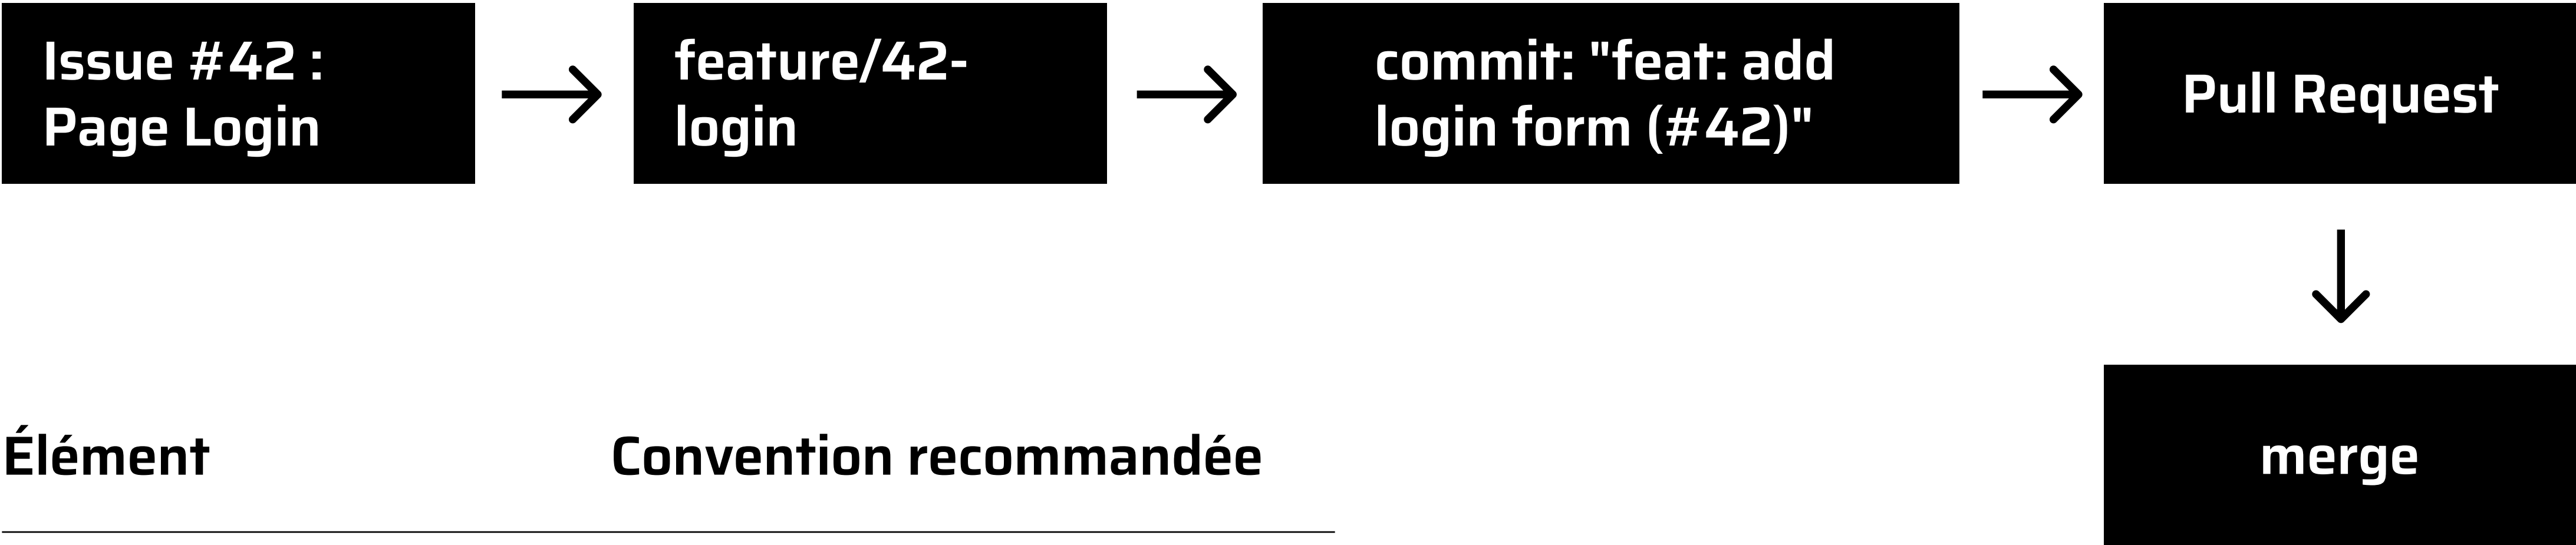 Issue #42 :
Page Login
feature/42-
login
commit: "feat: add
login form (#42)"
Pull Request
merge
Élément
Convention recommandée